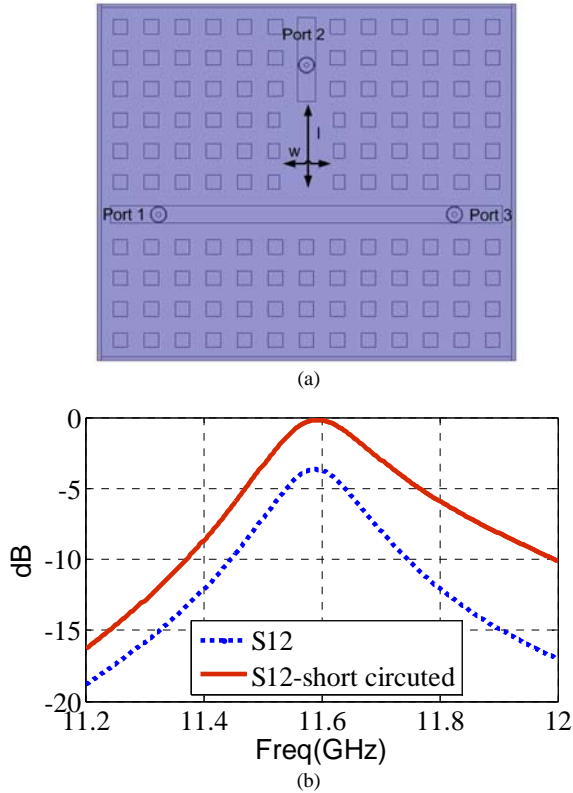 Port 2
l
w
Port 1
Port 3
(a)
0
-5
-10
-15
-20
dB
S12
S12-short circuted
11.2
11.4
11.6
11.8
12
Freq(GHz)
(b)